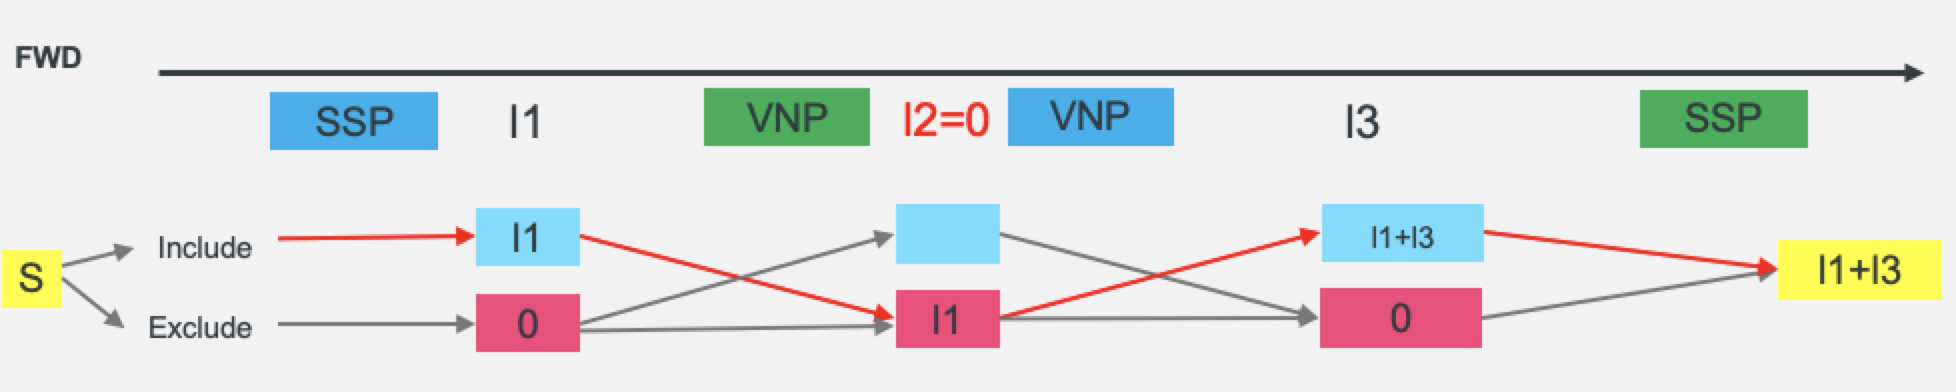 FWD
SSP I1 VNP I2=0 VNP I3 SSP
Include I1 I1+I3
S I1+I3
Exclude 0 I1 0